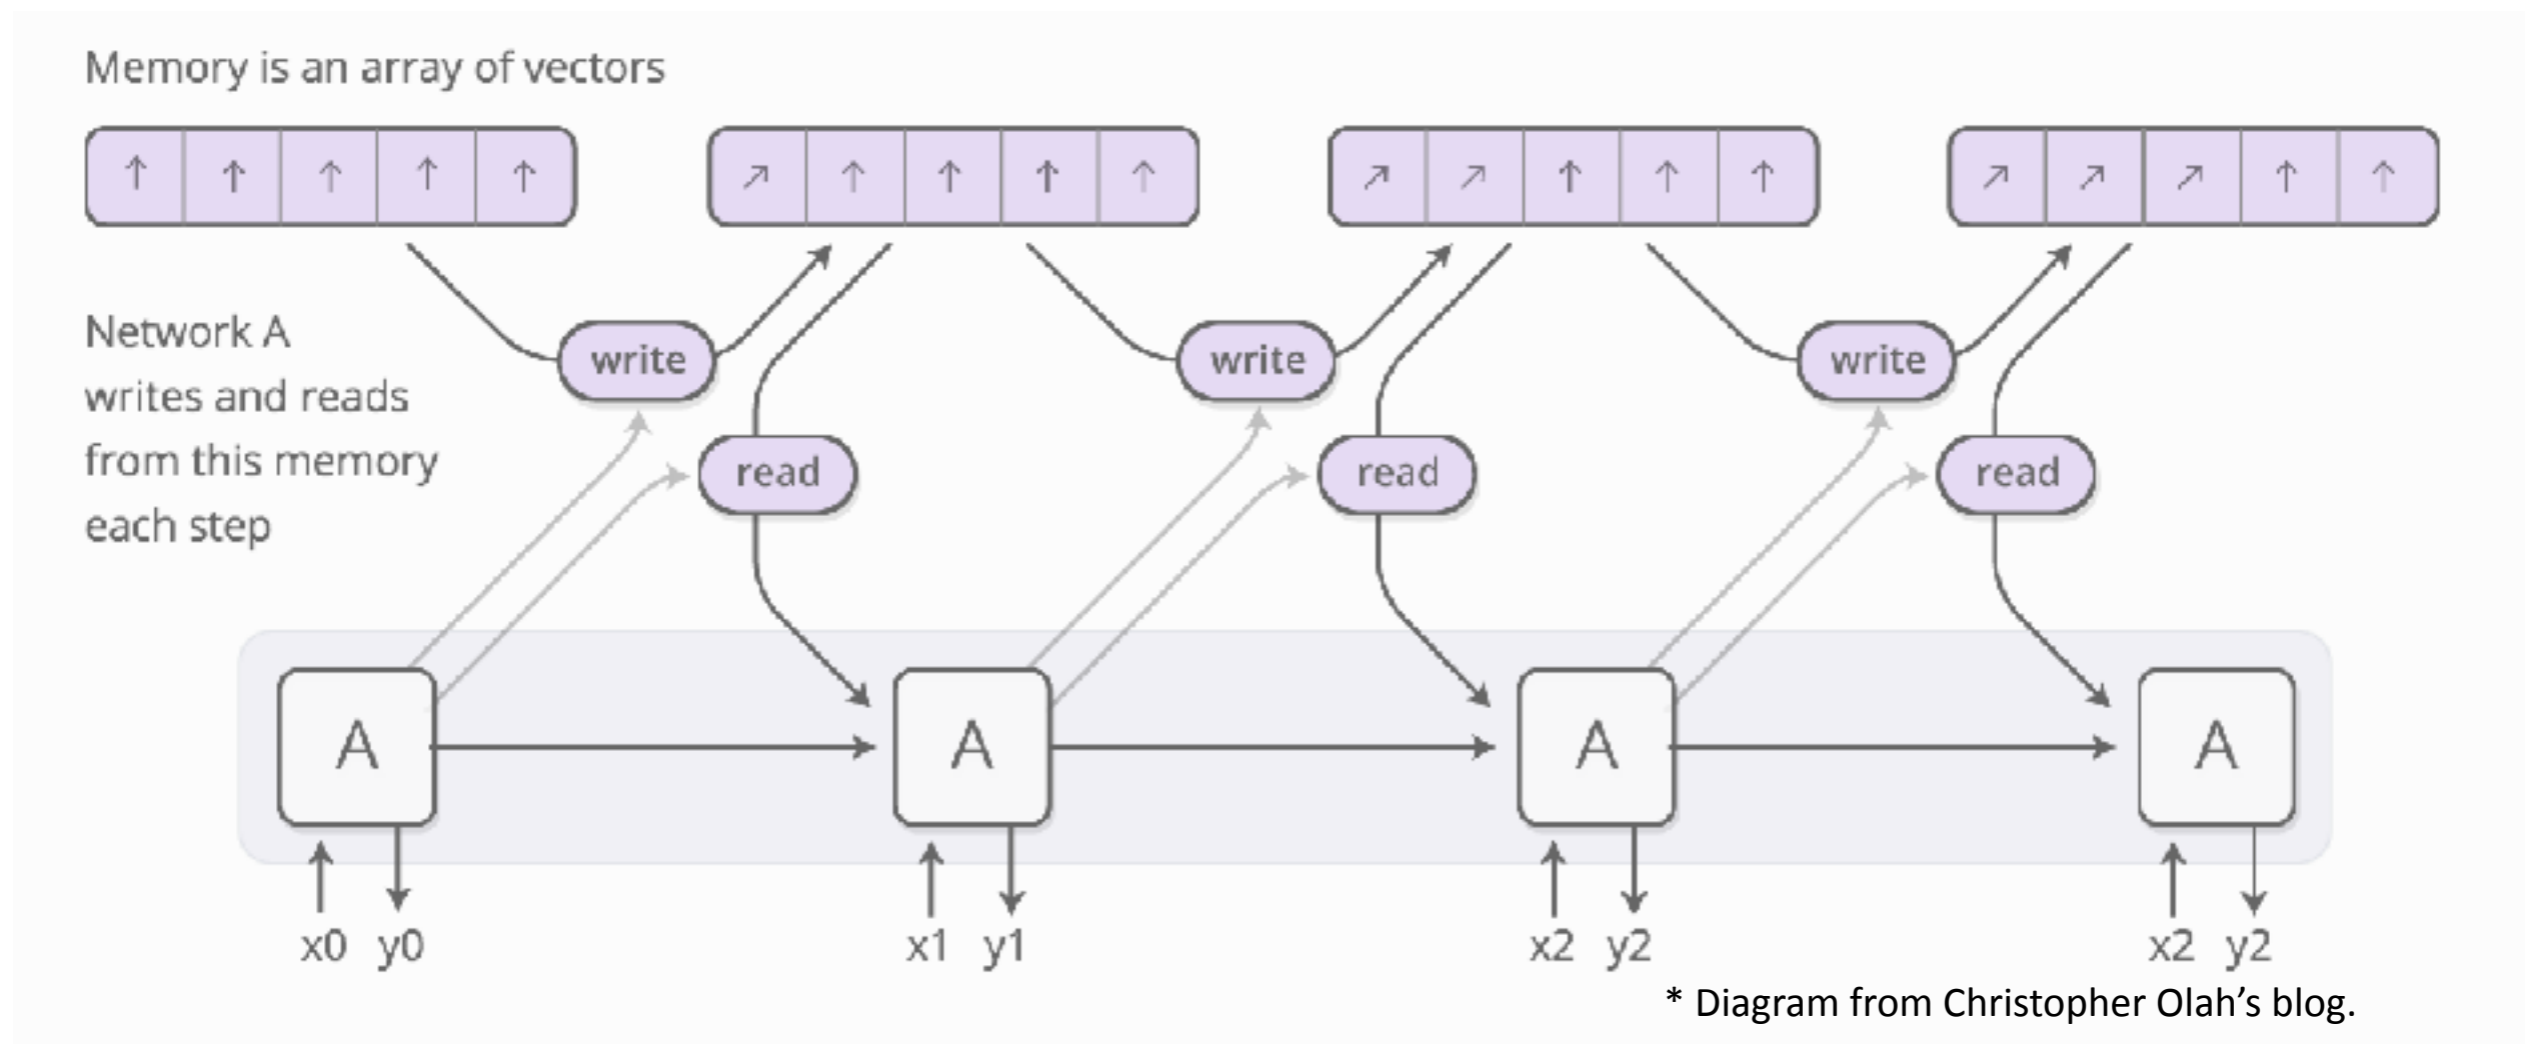 Memory is an array of vectors
Network A
writes and reads
from this memory
each step
write
write
write
read
read
read
A
A
A
A
x0 y0
x1 y1
x2 y2
x2 y2
* Diagram from Christopher Olah’s blog.